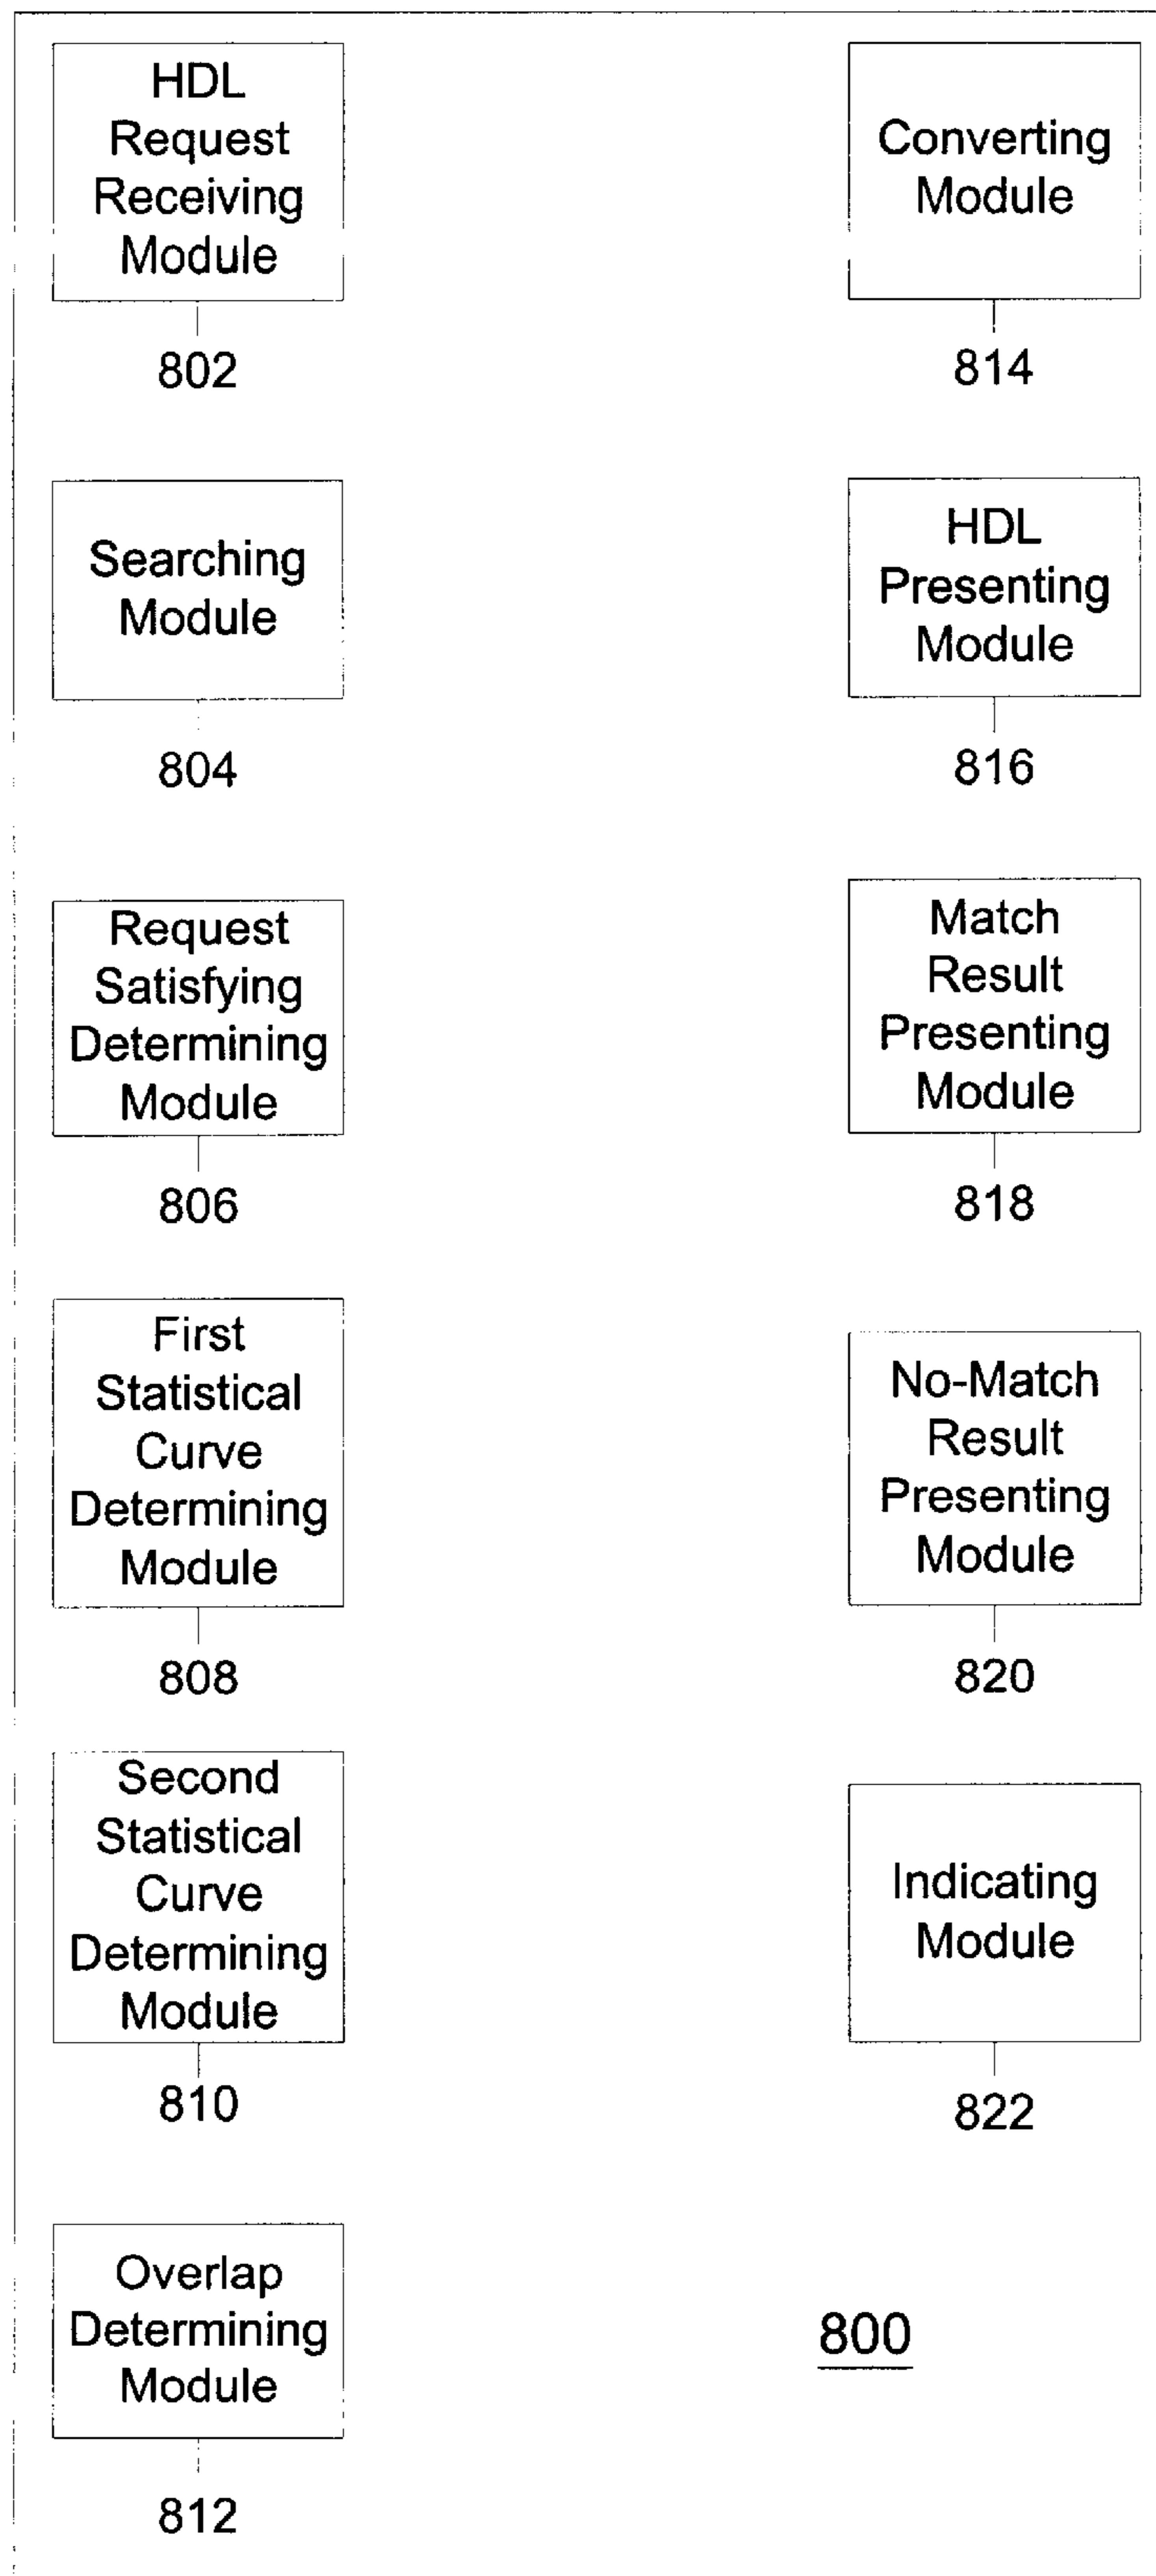 HDL
Request
Receiving
Module
802
Searching
Module
804
Request
Satisfying
Determining
Module
806
First
Statistical
Curve
Determining
Module
808
Second
Statistical
Curve
Determining
Module
810
Overlap
Determining
Module
812
Converting
Module
814
HDL
Presenting
Module
816
Match
Result
Presenting
Module
818
No-Match
Result
Presenting
Module
820
Indicating
Module
822
800